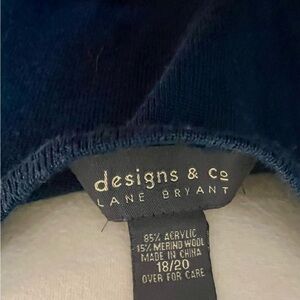 designs & co
LANE BRYANT
85% ACRYLIC
15% MERINO WOOL
MADE IN CHINA
18/20
OVER FOR CARE